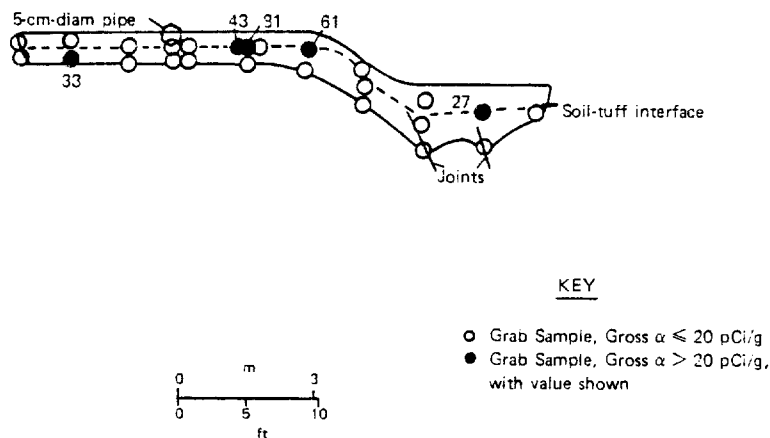 5-cm-diam pipe
43 31 61
33
27
Soil-tuff interface
Joints
KEY
Grab Sample, Gross α ⩽ 20 pCi/g
Grab Sample, Gross α > 20 pCi/g,
with value shown
0 m 3
0 5 10
ft